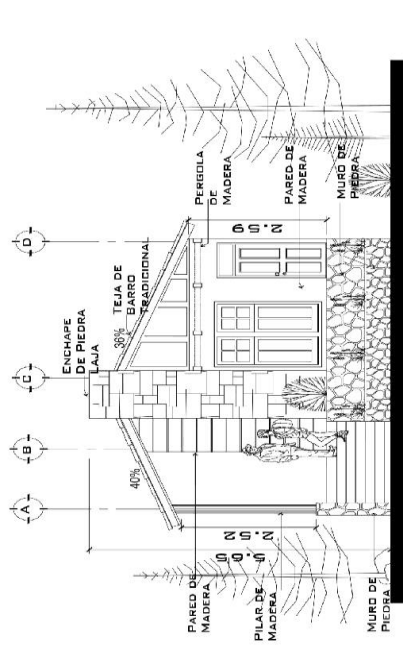 A
B
C
D
ENCHAPE
DE PIEDRA
LAJA
40%
36%
TEJA DE
BARRO
TRADICIONAL
PARED DE
MADERA
PERGOLA
DE
MADERA
2.52
5.65
2.59
PILAR DE
MADERA
PARED DE
MADERA
MURO DE
PIEDRA
MURO DE
PIEDRA